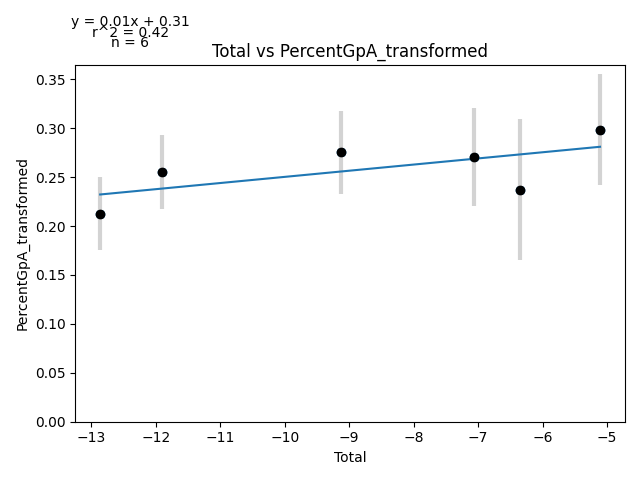 y = 0.01x + 0.31
r^2 = 0.42
n = 6
Total vs PercentGpA_transformed
0.35
0.30
0.25
0.20
0.15
0.10
0.05
0.00
PercentGpA_transformed
−13 −12 −11 −10 −9 −8 −7 −6 −5
Total